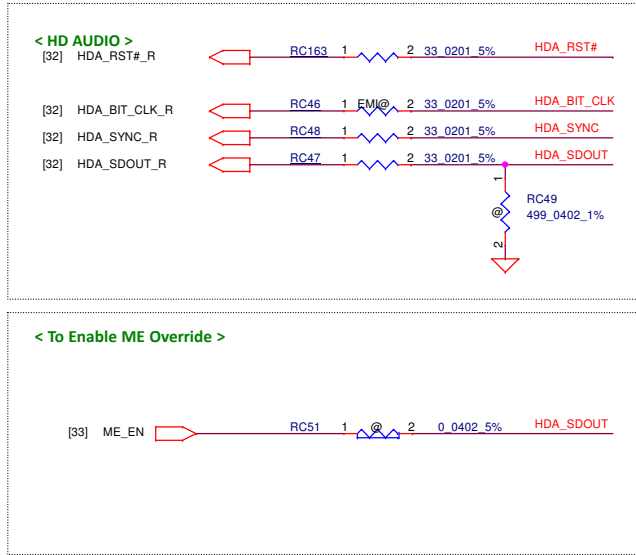 < HD AUDIO >
[32] HDA_RST#_R RC163 1 2 33_0201_5% HDA_RST#
[32] HDA_BIT_CLK_R RC46 1 EMI@ 2 33_0201_5% HDA_BIT_CLK
[32] HDA_SYNC_R RC48 1 2 33_0201_5% HDA_SYNC
[32] HDA_SDOUT_R RC47 1 2 33_0201_5% HDA_SDOUT
1
RC49
@ 499_0402_1%
2
< To Enable ME Override >
[33] ME_EN RC51 1 @ 2 0_0402_5% HDA_SDOUT